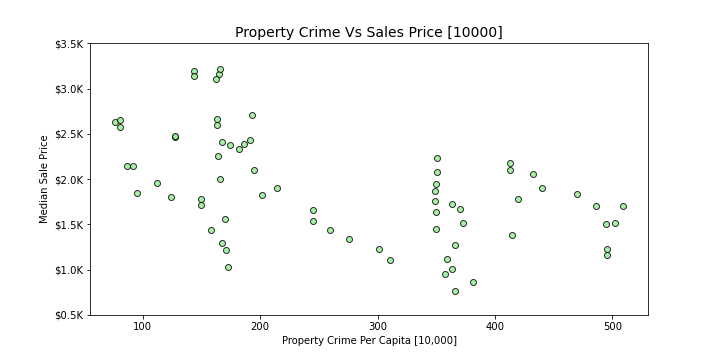 Property Crime Vs Sales Price [10000]
$3.5K
$3.0K
$2.5K
$2.0K
$1.5K
$1.0K
$0.5K
Median Sale Price
100 200 300 400 500
Property Crime Per Capita [10,000]